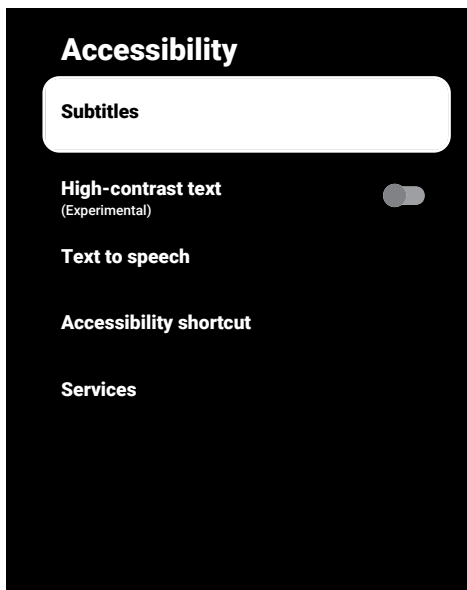 Accessibility
Subtitles
High-contrast text
(Experimental)
Text to speech
Accessibility shortcut
Services